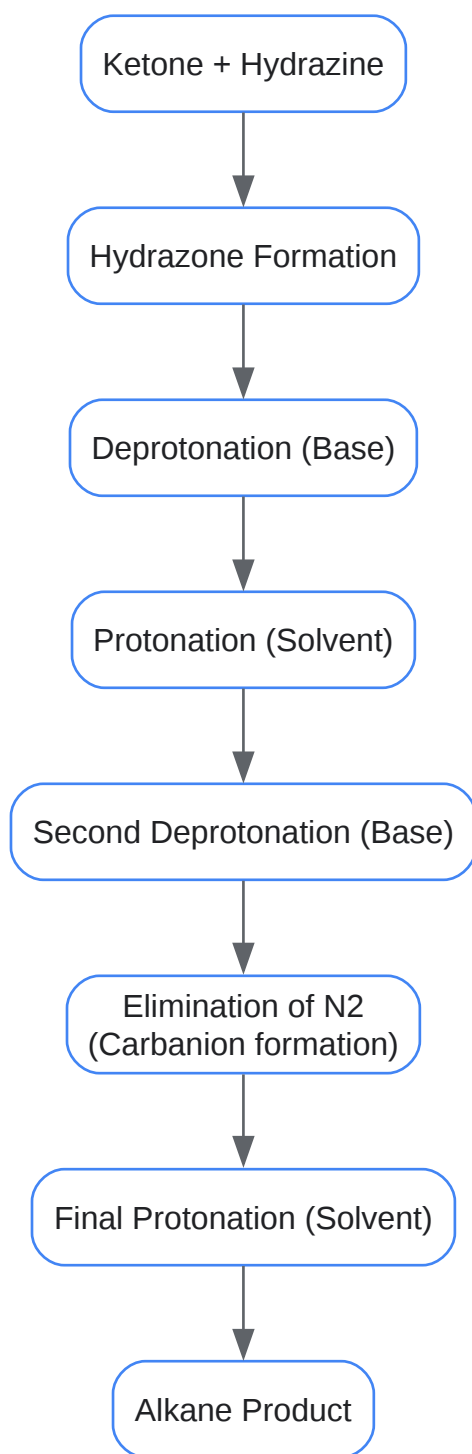 Ketone + Hydrazine
Hydrazone Formation
Deprotonation (Base)
Protonation (Solvent)
Second Deprotonation (Base)
Elimination of N2
(Carbanion formation)
Final Protonation (Solvent)
Alkane Product